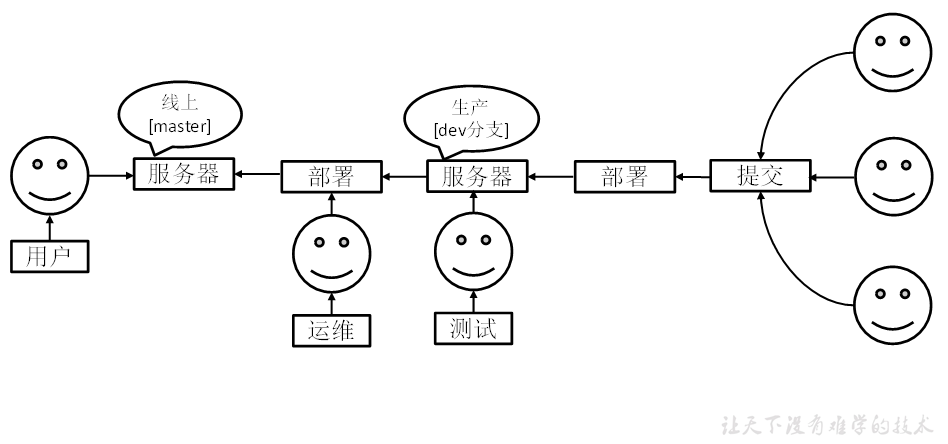 线上
[master]
生产
[dev分支]
服务器
部署
服务器
部署
提交
用户
运维
测试
让天下没有难学的技术